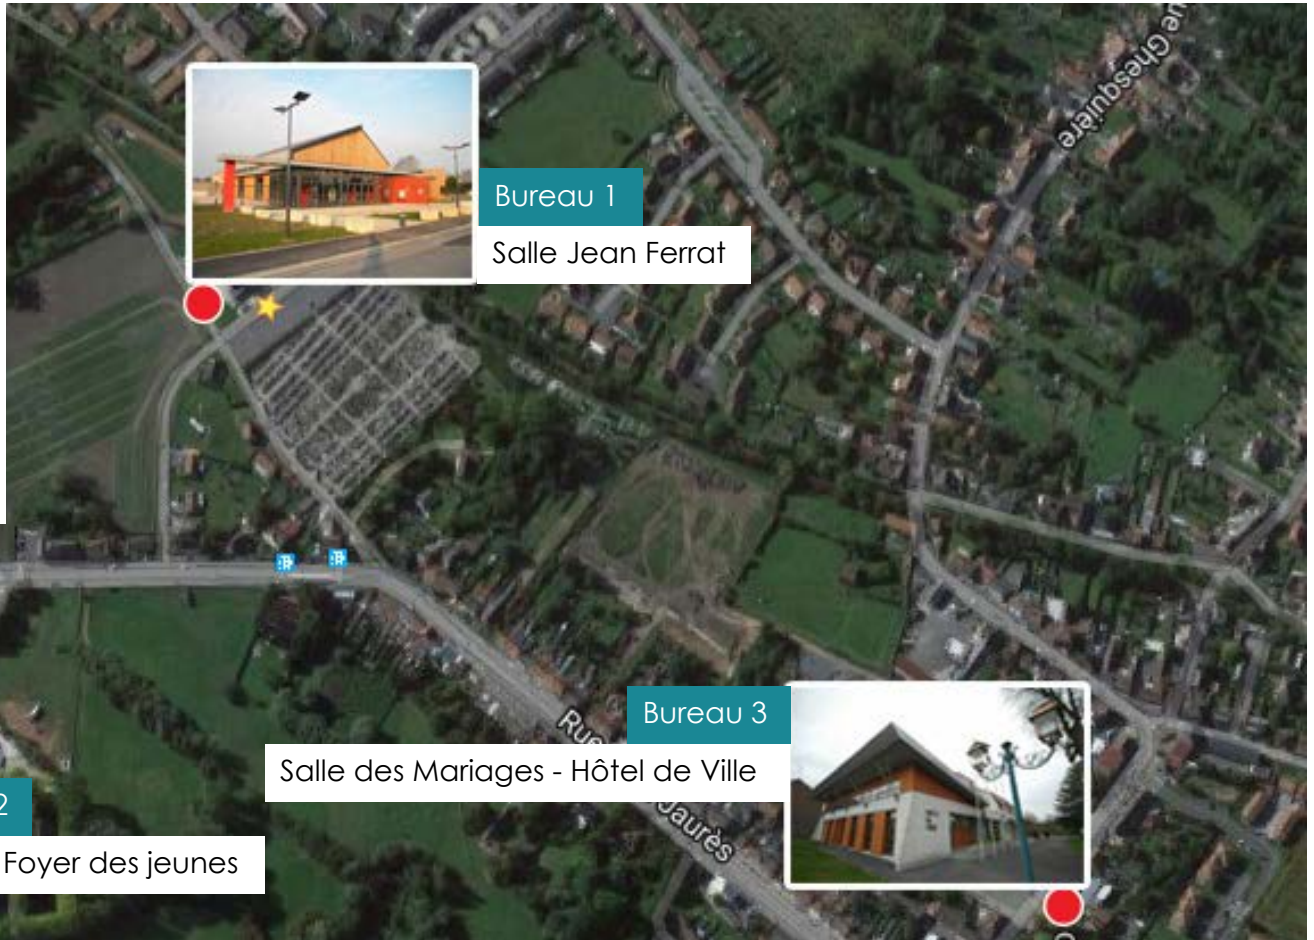 ue Ghesquière
Bureau 1
Salle Jean Ferrat
Bureau 3
Rue
Salle des Mariages - Hôtel de Ville
Jaurès
2
Foyer des jeunes